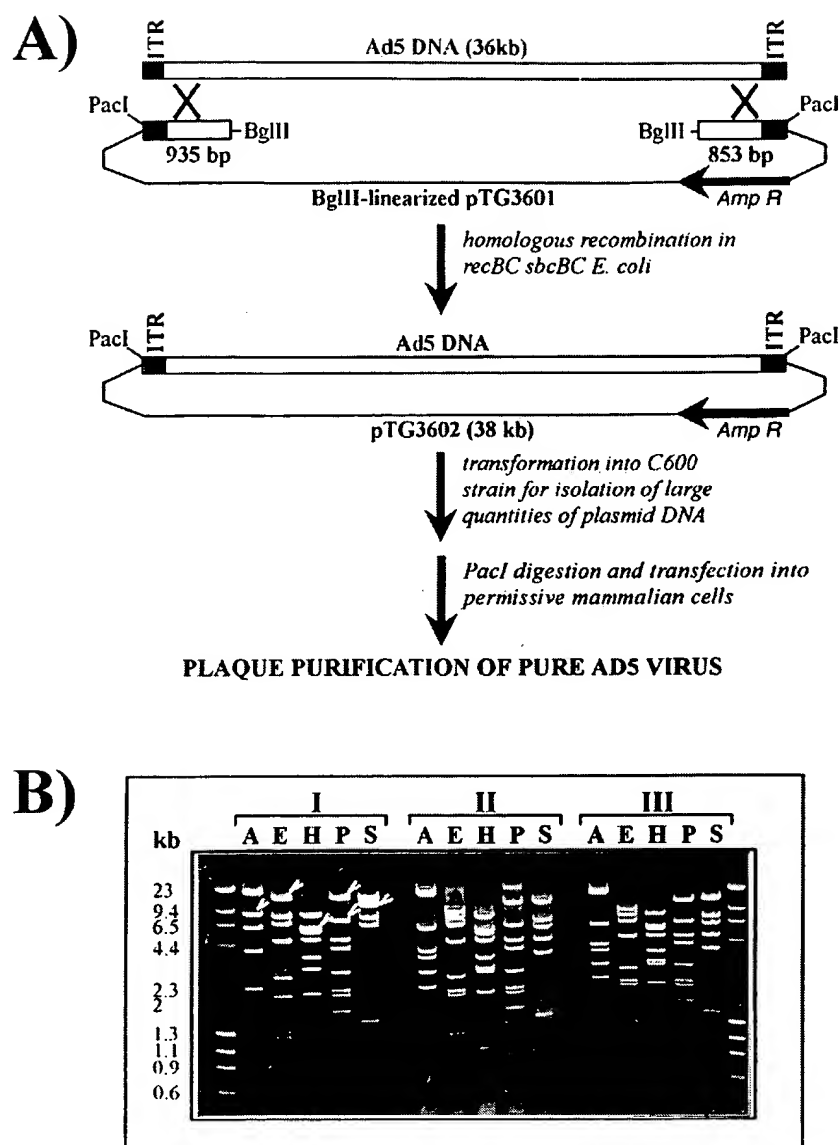 A)
ITR
Ad5 DNA (36kb)
ITR
PacI
PacI
BglII
BglII
935 bp
853 bp
BglII-linearized pTG3601
Amp R
homologous recombination in
recBC sbcBC E. coli
PacI
ITR
Ad5 DNA
ITR
PacI
pTG3602 (38 kb)
Amp R
transformation into C600
strain for isolation of large
quantities of plasmid DNA
PacI digestion and transfection into
permissive mammalian cells
PLAQUE PURIFICATION OF PURE AD5 VIRUS
B)
I II III
kb A E H P S A E H P S A E H P S
23
9.4
6.5
4.4
2.3
2
1.3
1.1
0.9
0.6